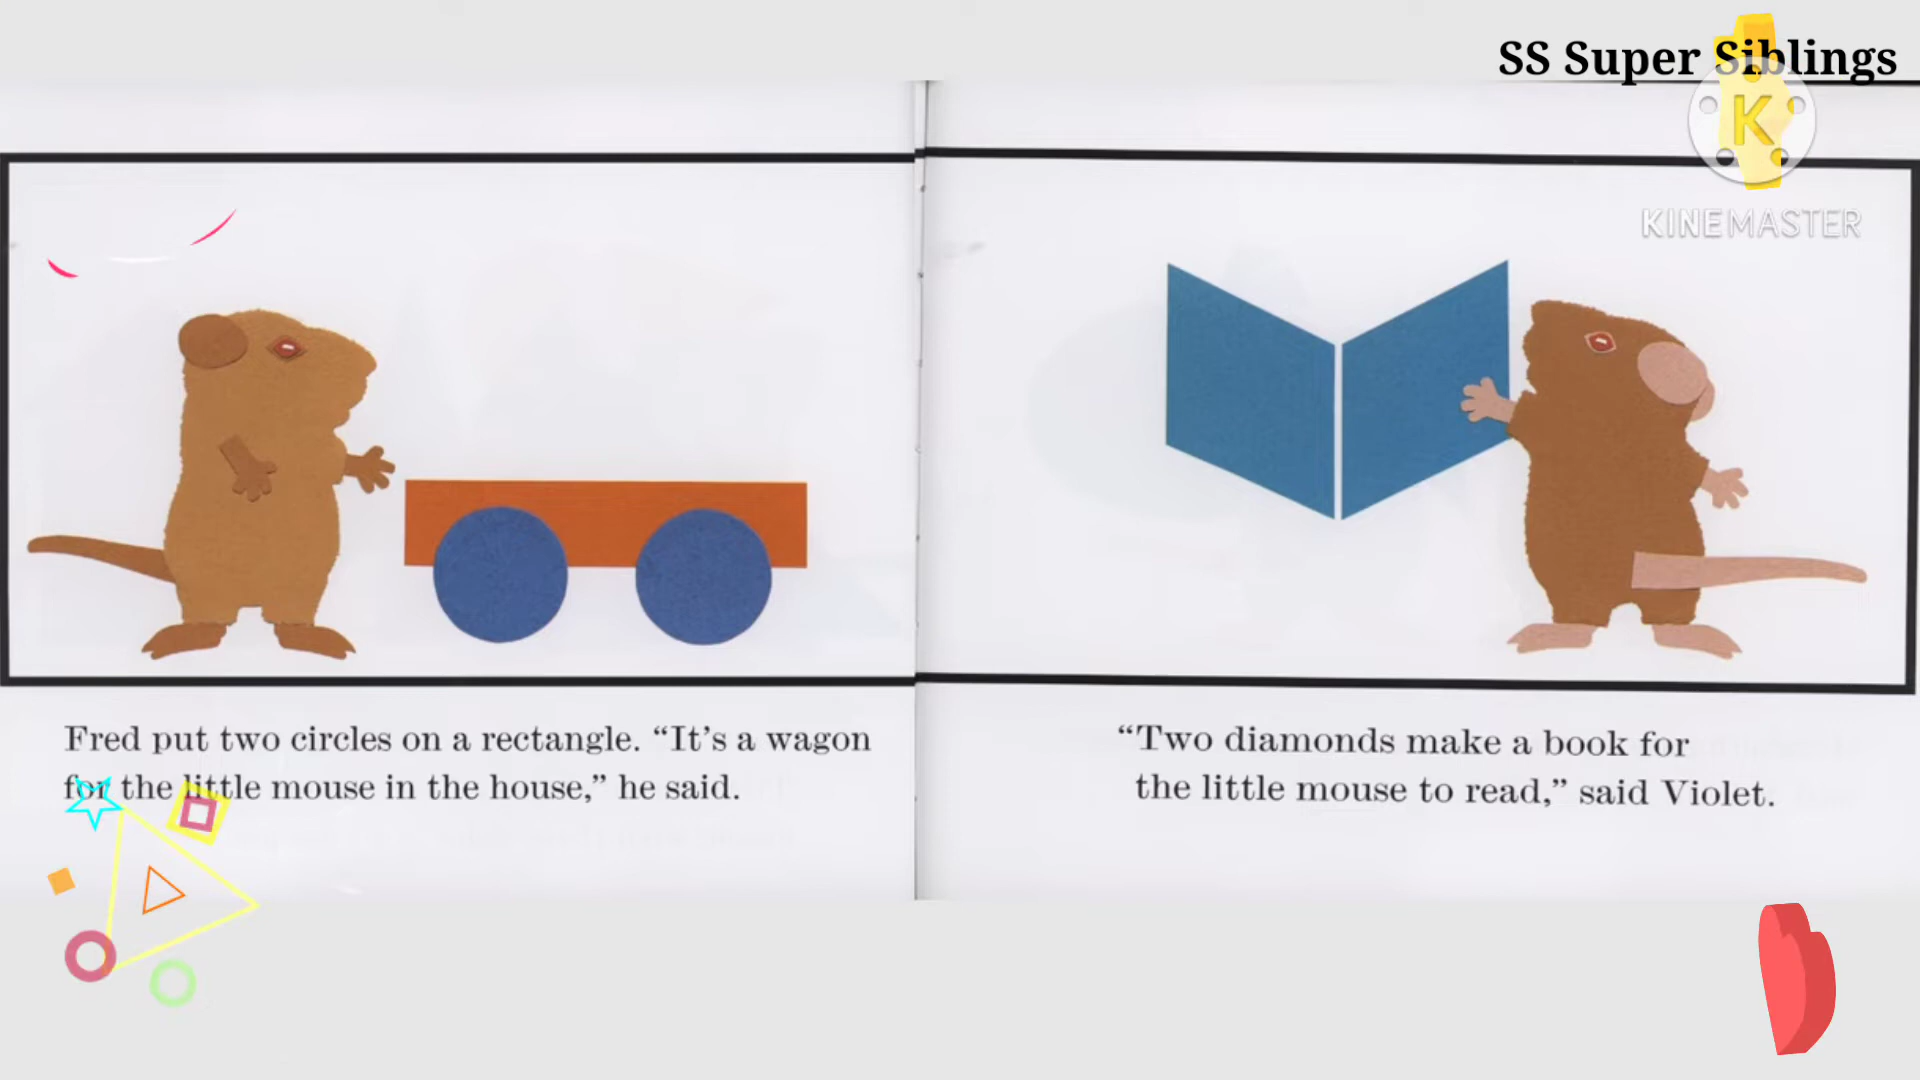 SS Super Siblings
K
KINEMASTER
Fred put two circles on a rectangle. “It’s a wagon
for the little mouse in the house,” he said.
“Two diamonds make a book for
the little mouse to read,” said Violet.